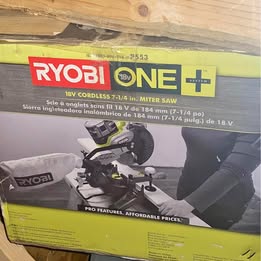 P553
RYOBI ONE+
18V
system
18V CORDLESS 7-1/4 in. MITER SAW
Scie à onglets sans fil 18 V de 184 mm (7-1/4 po)
Sierra ingleteadora inalámbrica de 184 mm (7-1/4 pulg.) de 18 V
RYOBI
PRO FEATURES. AFFORDABLE PRICES.